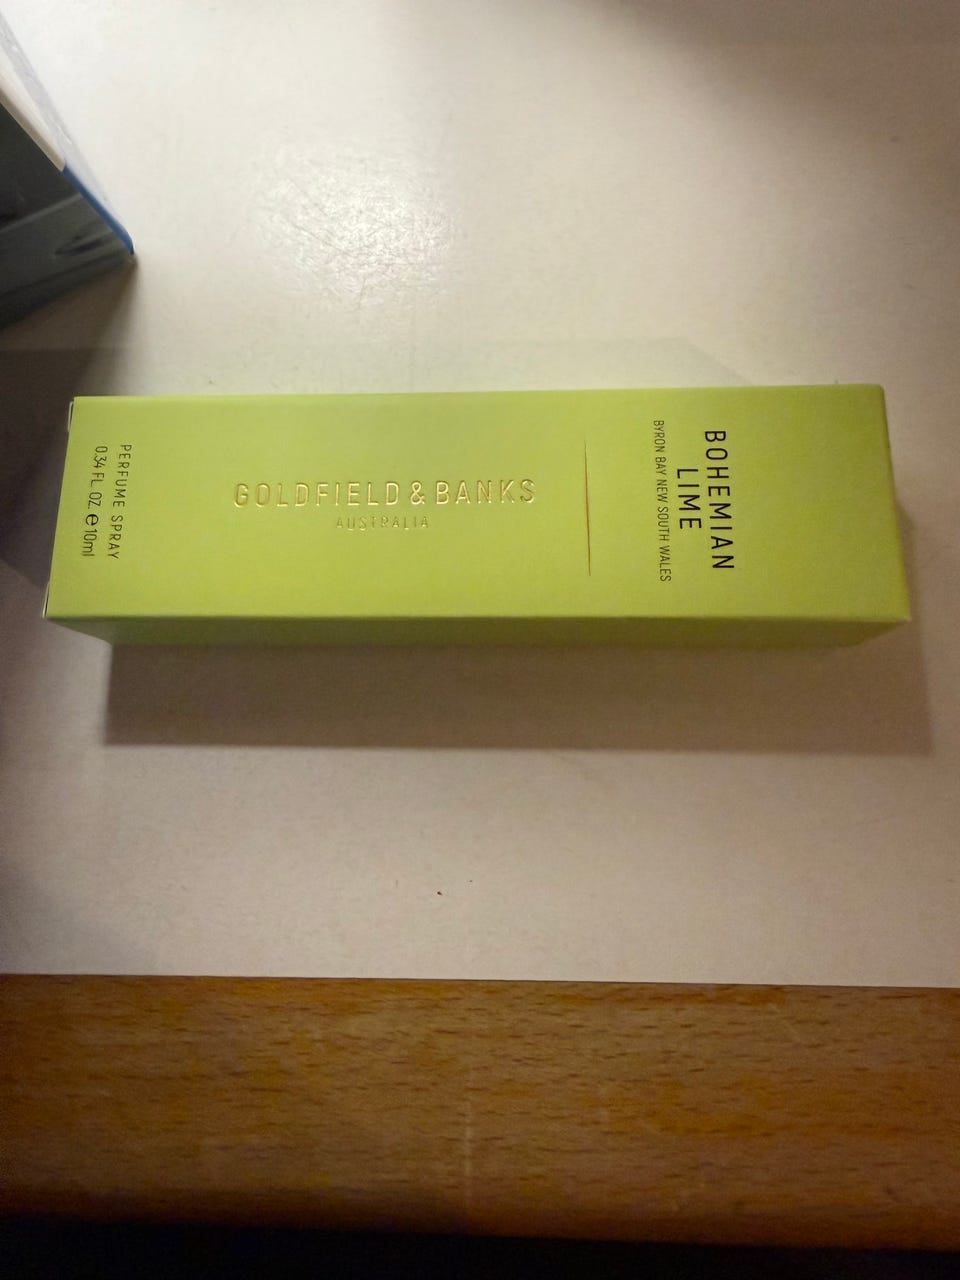 BOHEMIAN
LIME
BYRON BAY NEW SOUTH WALES
GOLDFIELD & BANKS
AUSTRALIA
PERFUME SPRAY
0.34 FL. OZ. ℮10ml